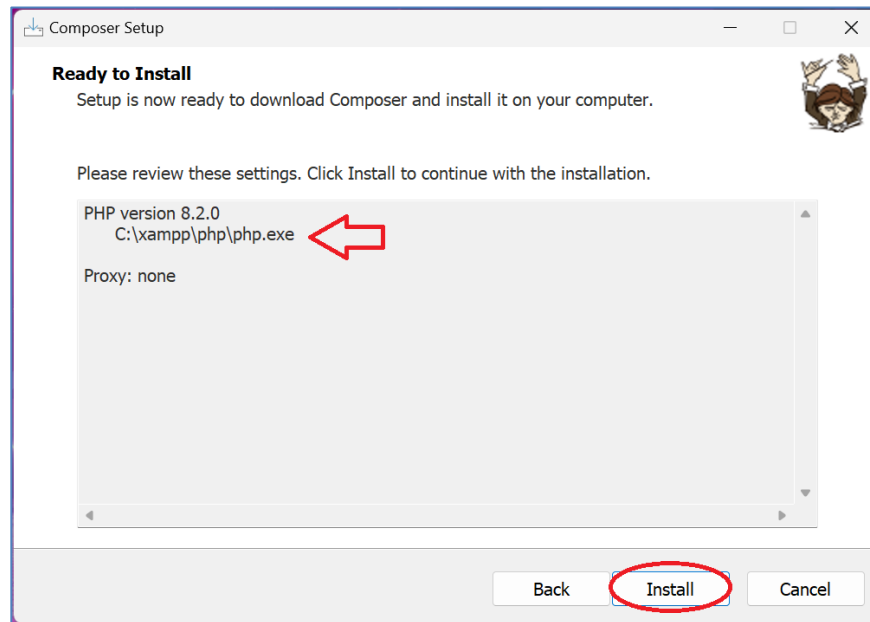 Composer Setup
Ready to Install
Setup is now ready to download Composer and install it on your computer.
Please review these settings. Click Install to continue with the installation.
PHP version 8.2.0
C:\xampp\php\php.exe
Proxy: none
Back
Install
Cancel